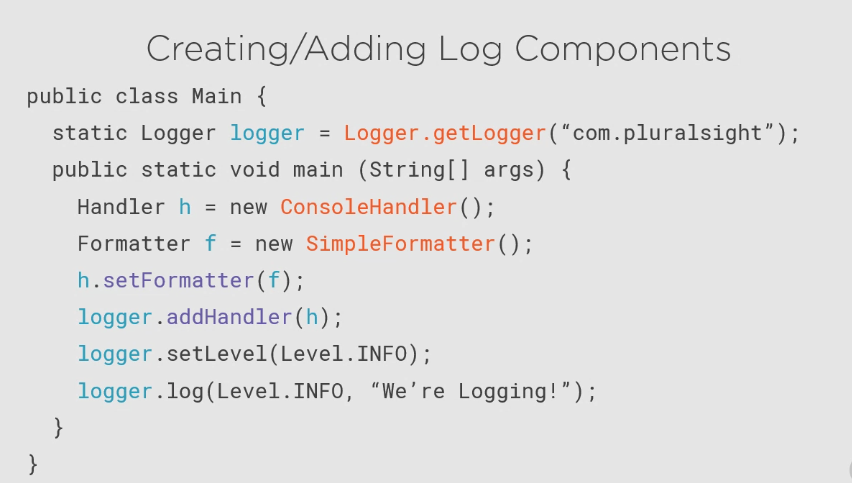 Creating/Adding Log Components
public class Main {
static Logger logger = Logger.getLogger(“com.pluralsight”);
public static void main (String[] args) {
Handler h = new ConsoleHandler();
Formatter f = new SimpleFormatter();
h.setFormatter(f);
logger.addHandler(h);
logger.setLevel(Level.INFO);
logger.log(Level.INFO, “We’re Logging!”);
}
}